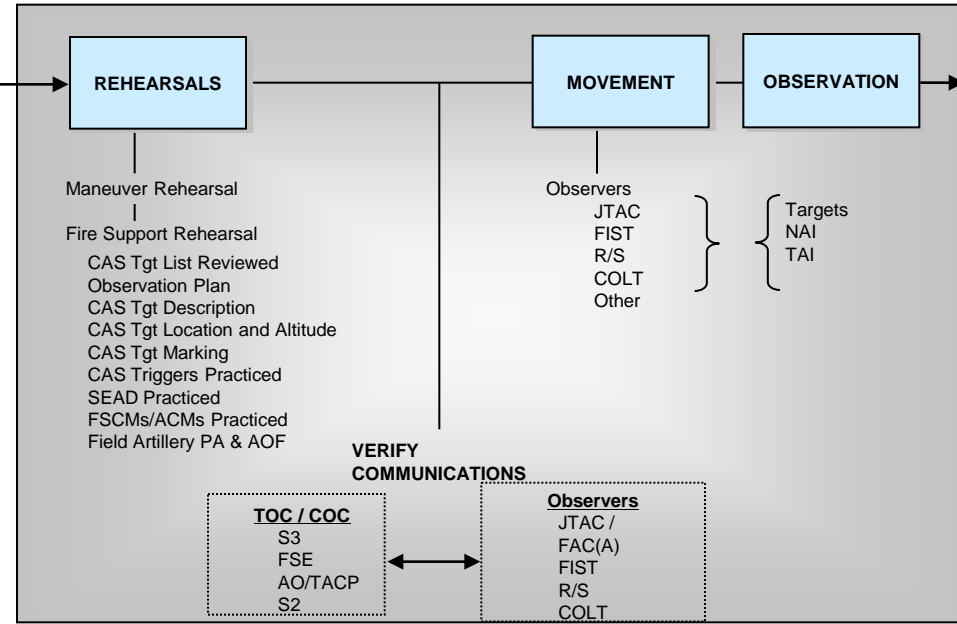 REHEARSALS
MOVEMENT
OBSERVATION
Maneuver Rehearsal
Fire Support Rehearsal
CAS Tgt List Reviewed
Observation Plan
CAS Tgt Description
CAS Tgt Location and Altitude
CAS Tgt Marking
CAS Triggers Practiced
SEAD Practiced
FSCMs/ACMs Practiced
Field Artillery PA & AOF
Observers
JTAC
FIST
R/S
COLT
Other
Targets
NAI
TAI
VERIFY
COMMUNICATIONS
TOC / COC
S3
FSE
AO/TACP
S2
Observers
JTAC /
FAC(A)
FIST
R/S
COLT